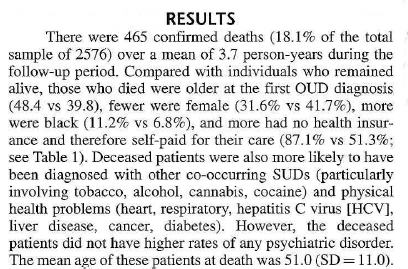 RESULTS
There were 465 confirmed deaths (18.1% of the total
sample of 2576) over a mean of 3.7 person-years during the
follow-up period. Compared with individuals who remained
alive, those who died were older at the first OUD diagnosis
(48.4 vs 39.8), fewer were female (31.6% vs 41.7%), more
were black (11.2% vs 6.8%), and more had no health insur-
ance and therefore self-paid for their care (87.1% vs 51.3%;
see Table 1). Deceased patients were also more likely to have
been diagnosed with other co-occurring SUDs (particularly
involving tobacco, alcohol, cannabis, cocaine) and physical
health problems (heart, respiratory, hepatitis C virus [HCV],
liver disease, cancer, diabetes). However, the deceased
patients did not have higher rates of any psychiatric disorder.
The mean age of these patients at death was 51.0 (SD = 11.0).